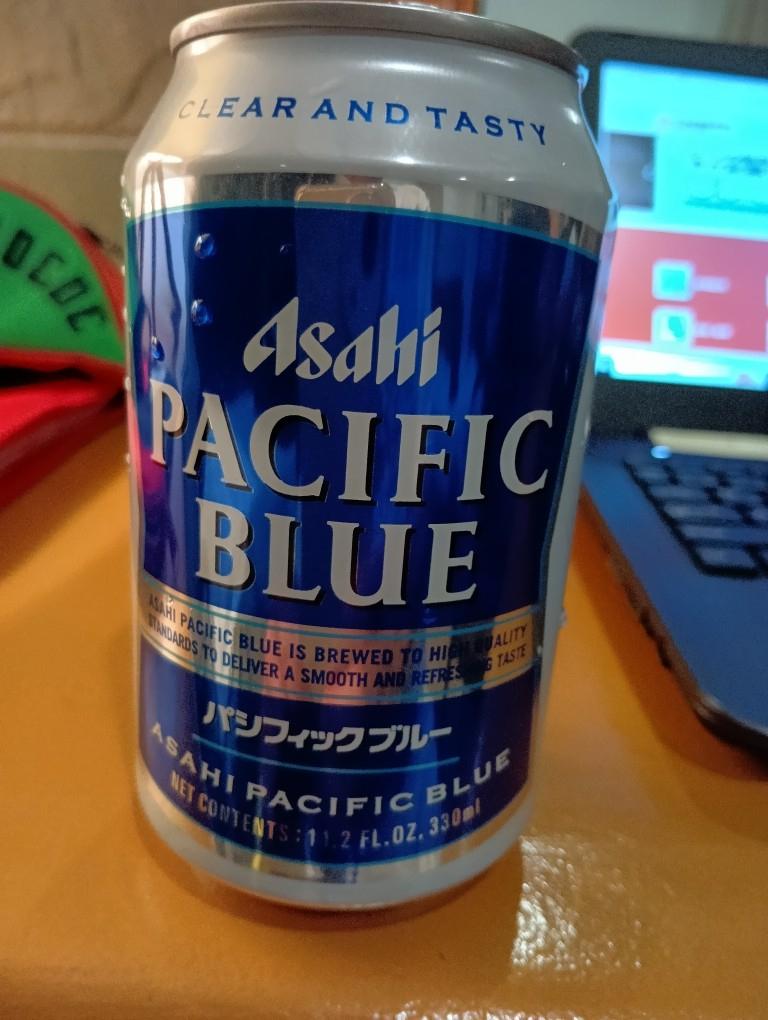 CLEAR AND TASTY
Asahi
PACIFIC
BLUE
ASAHI PACIFIC BLUE IS BREWED TO HIGH QUALITY
STANDARDS TO DELIVER A SMOOTH AND REFRESHING TASTE
パシフィックブルー
ASAHI PACIFIC BLUE
NET CONTENTS: 11.2 FL.OZ. 330ml